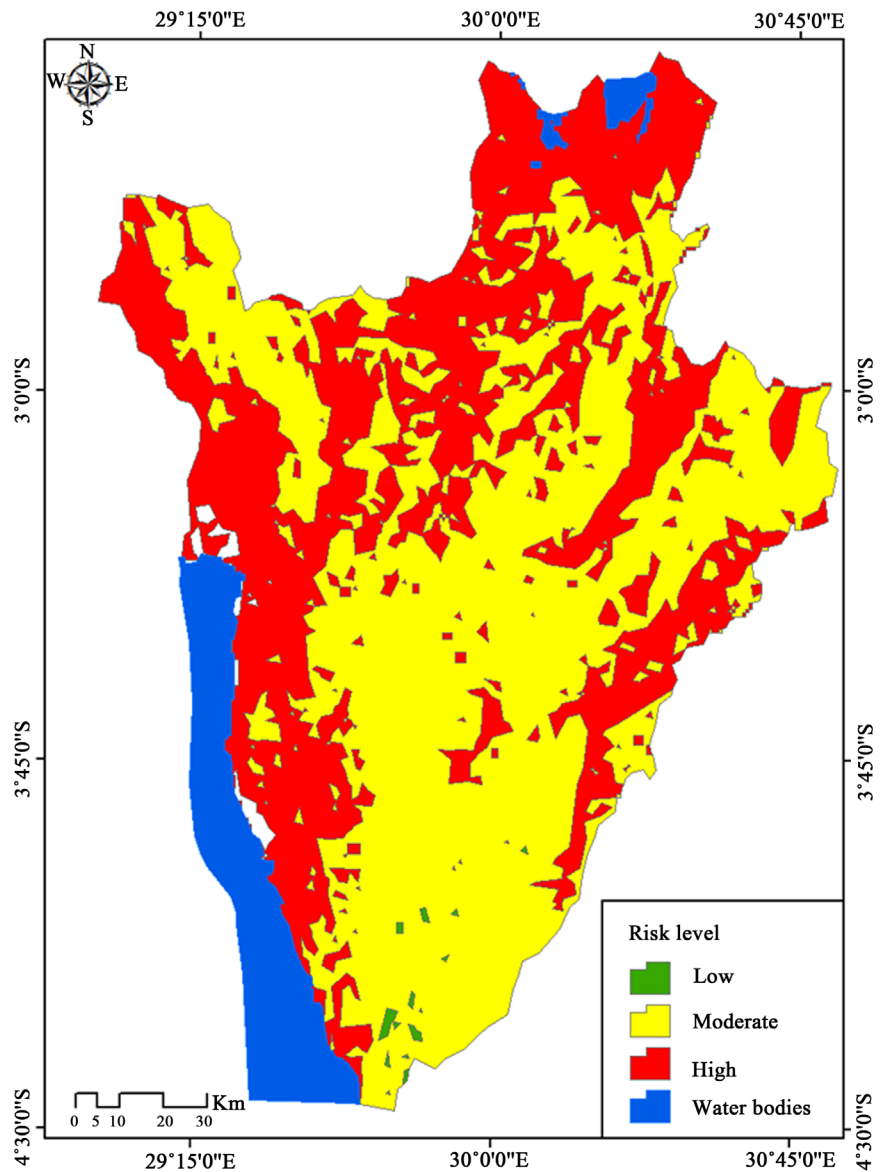 29°15'0"E 30°0'0"E 30°45'0"E
N
W E
S
3°0'0"S 3°0'0"S
3°45'0"S 3°45'0"S
Risk level
Low
Moderate
High
Water bodies
Km
0 5 10 20 30
4°30'0"S 4°30'0"S
29°15'0"E 30°0'0"E 30°45'0"E